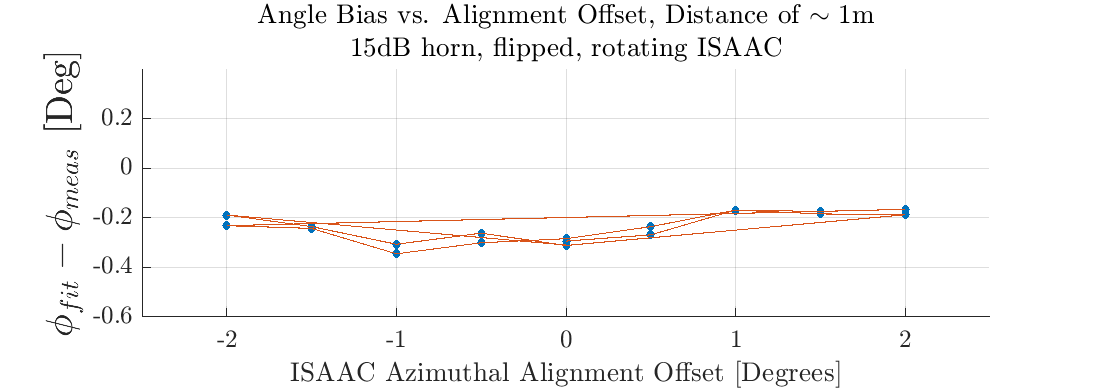 Angle Bias vs. Alignment Offset, Distance of ∼ 1m
15dB horn, flipped, rotating ISAAC
ϕ_fit − ϕ_meas [Deg]
0.2
0
-0.2
-0.4
-0.6
-2
-1
0
1
2
ISAAC Azimuthal Alignment Offset [Degrees]